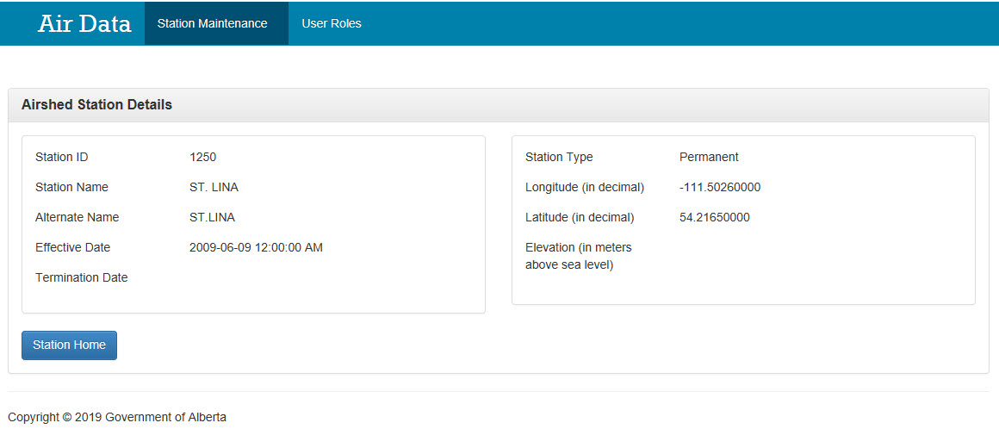 Air Data Station Maintenance User Roles
Airshed Station Details
Station ID 1250
Station Name ST. LINA
Alternate Name ST.LINA
Effective Date 2009-06-09 12:00:00 AM
Termination Date
Station Type Permanent
Longitude (in decimal) -111.50260000
Latitude (in decimal) 54.21650000
Elevation (in meters
above sea level)
Station Home
Copyright © 2019 Government of Alberta